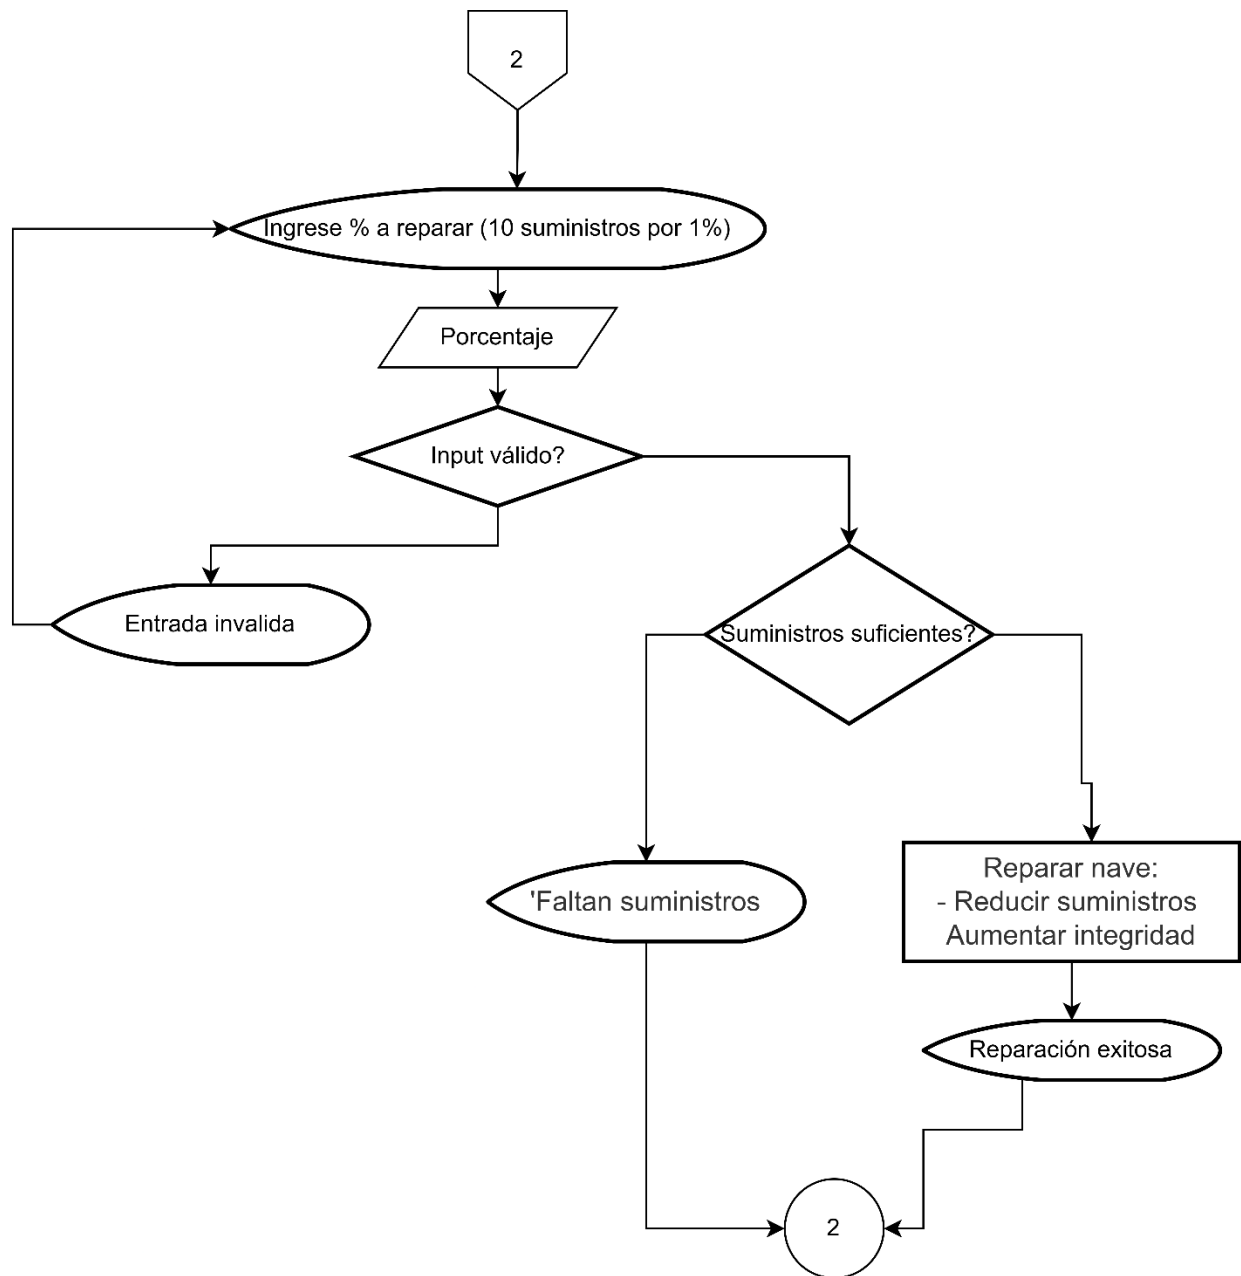 2
Ingrese % a reparar (10 suministros por 1%)
Porcentaje
Input válido?
Entrada invalida
Suministros suficientes?
'Faltan suministros
Reparar nave:
- Reducir suministros
Aumentar integridad
Reparación exitosa
2